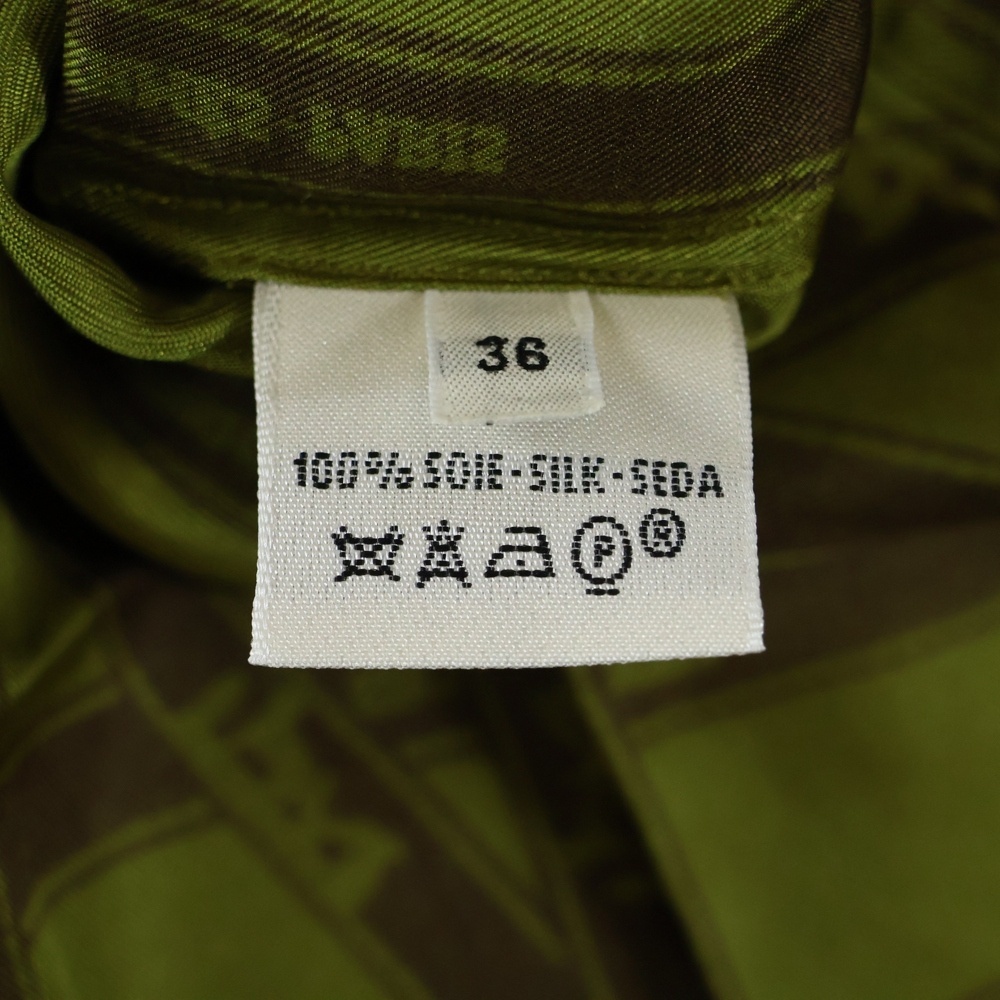 36
100% SOIE · SILK · SEDA
P ®